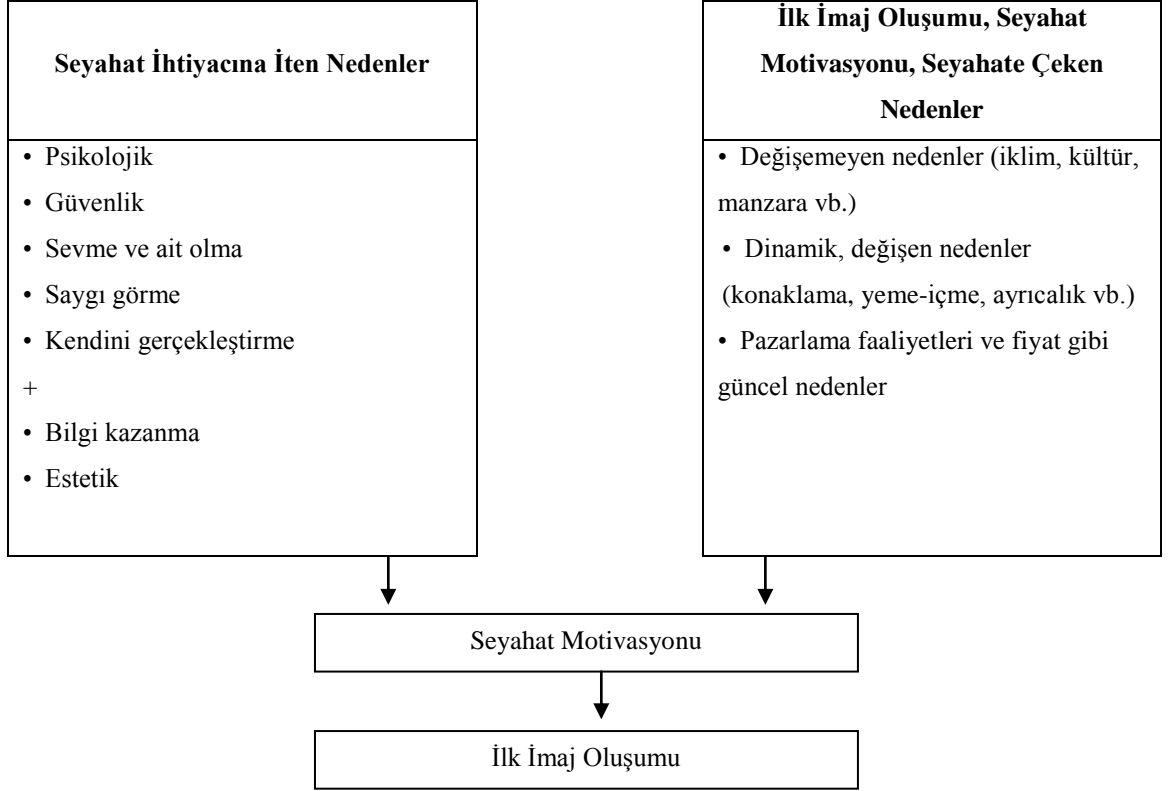 Seyahat İhtiyacına İten Nedenler
• Psikolojik
• Güvenlik
• Sevme ve ait olma
• Saygı görme
• Kendini gerçekleştirme
+
• Bilgi kazanma
• Estetik
İlk İmaj Oluşumu, Seyahat
Motivasyonu, Seyahate Çeken
Nedenler
• Değişemeyen nedenler (iklim, kültür,
manzara vb.)
• Dinamik, değişen nedenler
(konaklama, yeme-içme, ayrıcalık vb.)
• Pazarlama faaliyetleri ve fiyat gibi
güncel nedenler
Seyahat Motivasyonu
İlk İmaj Oluşumu